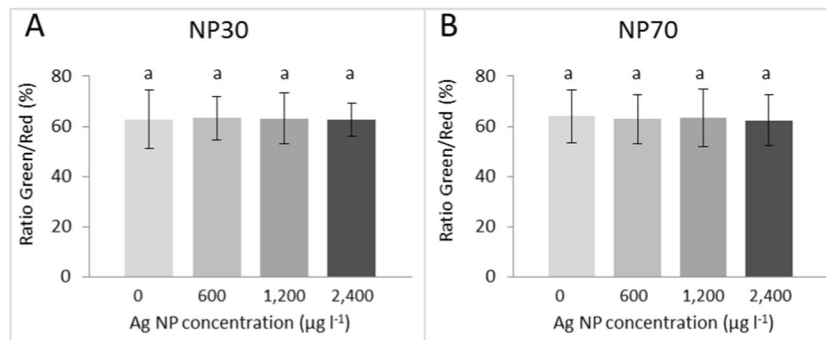 A
NP30
a a a a
Ratio Green/Red (%)
80
60
40
20
0
0 600 1,200 2,400
Ag NP concentration (µg l⁻¹)
B
NP70
a a a a
Ratio Green/Red (%)
80
60
40
20
0
0 600 1,200 2,400
Ag NP concentration (µg l⁻¹)